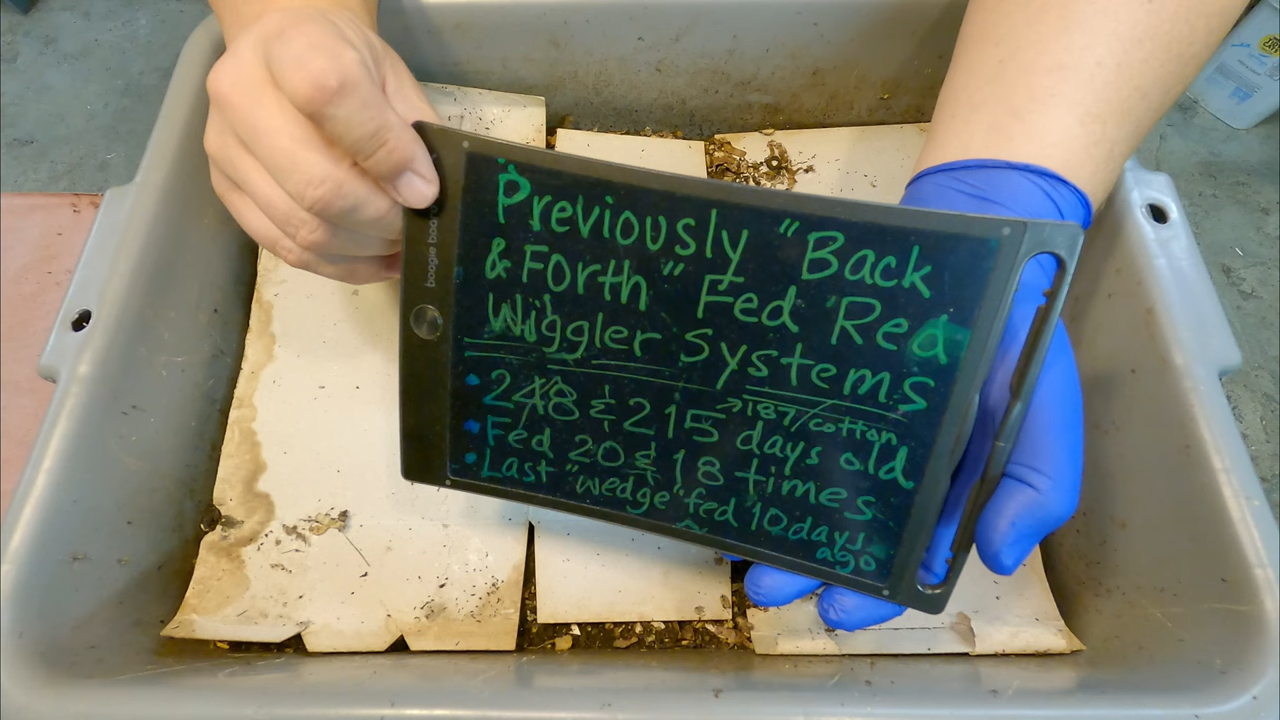 Previously "Back
& Forth" Fed Red
Wiggler Systems
• 248 & 215 →187/cotton
days old
• Fed 20 & 18 times
• Last "wedge" fed 10 days
ago
boogie boo